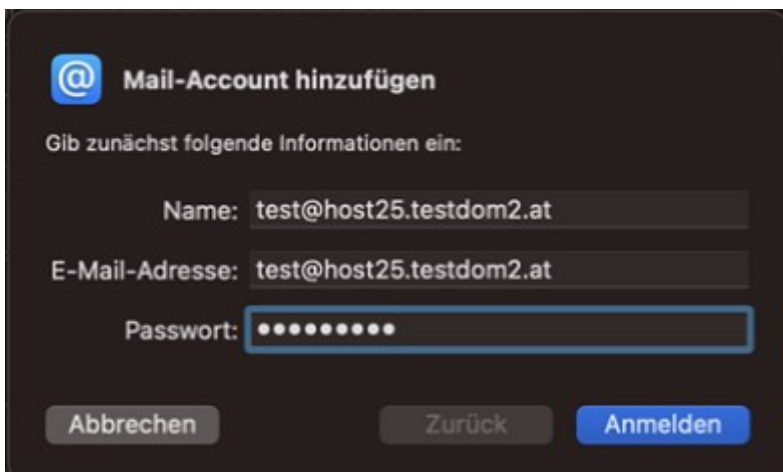 @ Mail-Account hinzufügen
Gib zunächst folgende Informationen ein:
Name: test@host25.testdom2.at
E-Mail-Adresse: test@host25.testdom2.at
Passwort: •••••••••
Abbrechen Zurück Anmelden